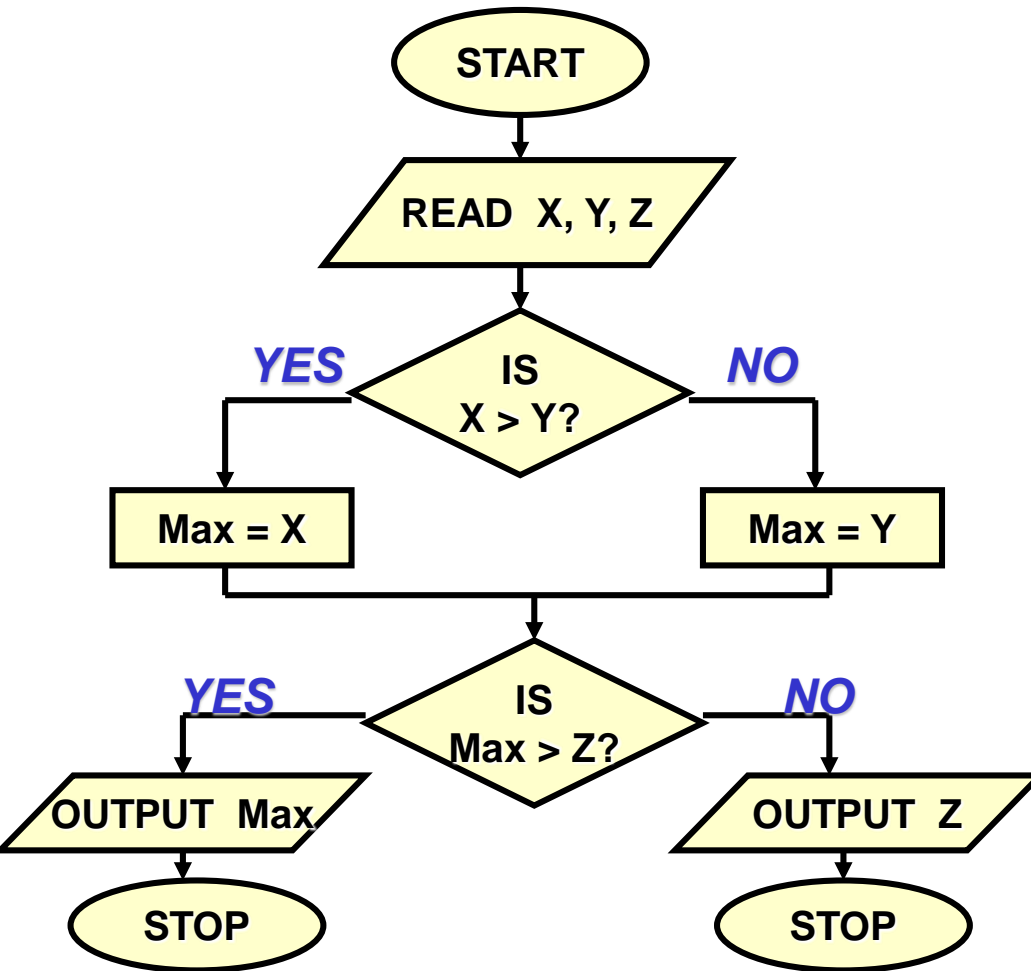 START
READ X, Y, Z
YES
IS
X > Y?
NO
Max = X
Max = Y
YES
IS
Max > Z?
NO
OUTPUT Max
OUTPUT Z
STOP
STOP